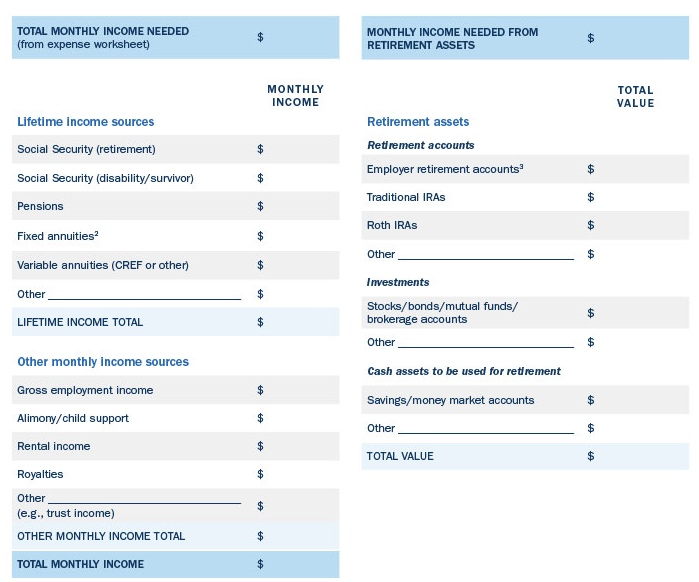 TOTAL MONTHLY INCOME NEEDED
(from expense worksheet) $
MONTHLY
INCOME
Lifetime income sources
Social Security (retirement) $
Social Security (disability/survivor) $
Pensions $
Fixed annuities² $
Variable annuities (CREF or other) $
Other $
LIFETIME INCOME TOTAL $
Other monthly income sources
Gross employment income $
Alimony/child support $
Rental income $
Royalties $
Other $
(e.g., trust income)
OTHER MONTHLY INCOME TOTAL $
TOTAL MONTHLY INCOME $
MONTHLY INCOME NEEDED FROM
RETIREMENT ASSETS $
TOTAL
VALUE
Retirement assets
Retirement accounts
Employer retirement accounts³ $
Traditional IRAs $
Roth IRAs $
Other $
Investments
Stocks/bonds/mutual funds/
brokerage accounts $
Other $
Cash assets to be used for retirement
Savings/money market accounts $
Other $
TOTAL VALUE $